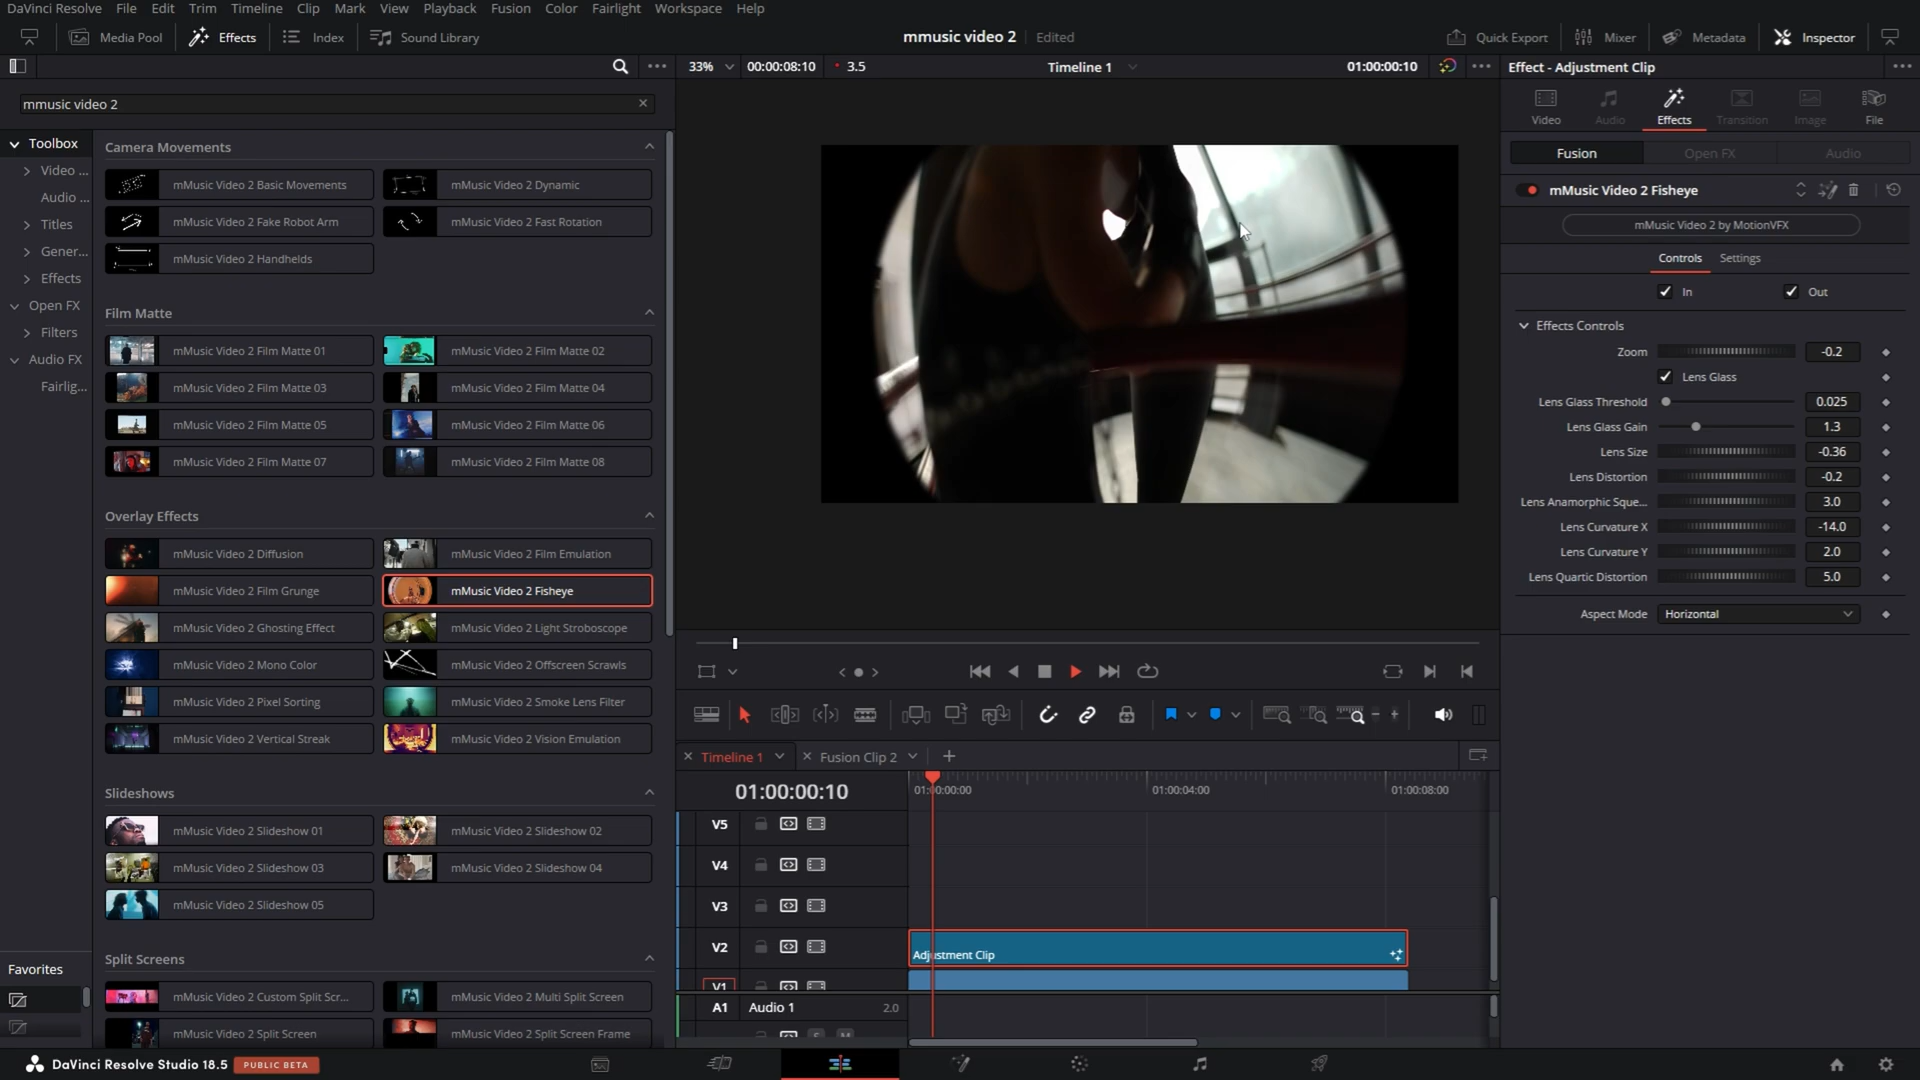 DaVinci Resolve File Edit Trim Timeline Clip Mark View Playback Fusion Color Fairlight Workspace Help
Media Pool Effects Index Sound Library mmusic video 2 Edited Quick Export Mixer Metadata Inspector
33% 00:00:08:10 3.5 Timeline 1 01:00:00:10 Effect - Adjustment Clip
mmusic video 2
Video Audio Effects Transition Image File
Fusion Open FX Audio
Toolbox
Video ...
Audio ...
Titles
Gener...
Effects
Open FX
Filters
Audio FX
Fairlig...
Favorites
Camera Movements
mMusic Video 2 Basic Movements mMusic Video 2 Dynamic
mMusic Video 2 Fake Robot Arm mMusic Video 2 Fast Rotation
mMusic Video 2 Handhelds
Film Matte
mMusic Video 2 Film Matte 01 mMusic Video 2 Film Matte 02
mMusic Video 2 Film Matte 03 mMusic Video 2 Film Matte 04
mMusic Video 2 Film Matte 05 mMusic Video 2 Film Matte 06
mMusic Video 2 Film Matte 07 mMusic Video 2 Film Matte 08
Overlay Effects
mMusic Video 2 Diffusion mMusic Video 2 Film Emulation
mMusic Video 2 Film Grunge mMusic Video 2 Fisheye
mMusic Video 2 Ghosting Effect mMusic Video 2 Light Stroboscope
mMusic Video 2 Mono Color mMusic Video 2 Offscreen Scrawls
mMusic Video 2 Pixel Sorting mMusic Video 2 Smoke Lens Filter
mMusic Video 2 Vertical Streak mMusic Video 2 Vision Emulation
Slideshows
mMusic Video 2 Slideshow 01 mMusic Video 2 Slideshow 02
mMusic Video 2 Slideshow 03 mMusic Video 2 Slideshow 04
mMusic Video 2 Slideshow 05
Split Screens
mMusic Video 2 Custom Split Scr... mMusic Video 2 Multi Split Screen
mMusic Video 2 Split Screen mMusic Video 2 Split Screen Frame
mMusic Video 2 Fisheye
mMusic Video 2 by MotionVFX
Controls Settings
In Out
Effects Controls
Zoom -0.2
Lens Glass
Lens Glass Threshold 0.025
Lens Glass Gain 1.3
Lens Size -0.36
Lens Distortion -0.2
Lens Anamorphic Sque... 3.0
Lens Curvature X -14.0
Lens Curvature Y 2.0
Lens Quartic Distortion 5.0
Aspect Mode Horizontal
Timeline 1 Fusion Clip 2
01:00:00:10 01:00:00:00 01:00:04:00 01:00:08:00
V5
V4
V3
V2 Adjustment Clip
V1
A1 Audio 1 2.0
S M
DaVinci Resolve Studio 18.5 PUBLIC BETA